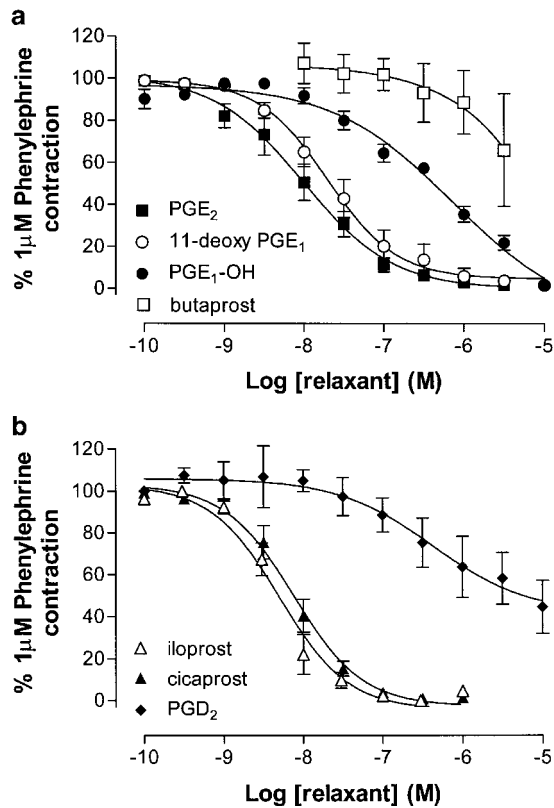 a
120
100
80
60
40
20
0
% 1µM Phenylephrine
contraction
PGE₂
11-deoxy PGE₁
PGE₁-OH
butaprost
-10 -9 -8 -7 -6 -5
Log [relaxant] (M)
b
120
100
80
60
40
20
0
% 1µM Phenylephrine
contraction
iloprost
cicaprost
PGD₂
-10 -9 -8 -7 -6 -5
Log [relaxant] (M)